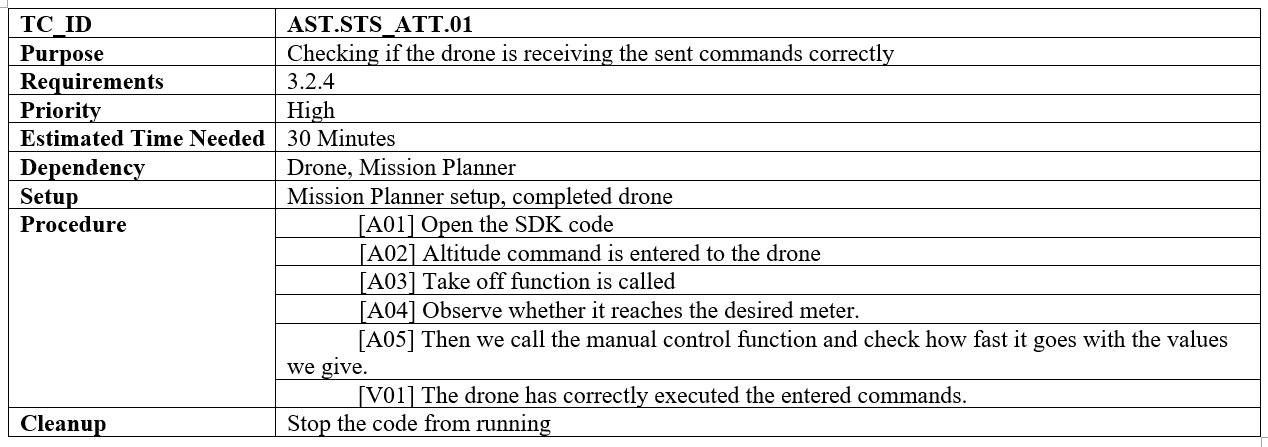 TC_ID AST.STS_ATT.01
Purpose Checking if the drone is receiving the sent commands correctly
Requirements 3.2.4
Priority High
Estimated Time Needed 30 Minutes
Dependency Drone, Mission Planner
Setup Mission Planner setup, completed drone
Procedure [A01] Open the SDK code
[A02] Altitude command is entered to the drone
[A03] Take off function is called
[A04] Observe whether it reaches the desired meter.
[A05] Then we call the manual control function and check how fast it goes with the values
we give.
[V01] The drone has correctly executed the entered commands.
Cleanup Stop the code from running